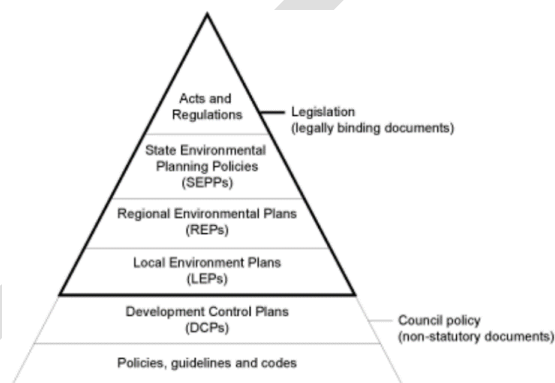 Acts and
Regulations
Legislation
(legally binding documents)
State Environmental
Planning Policies
(SEPPs)
Regional Environmental Plans
(REPs)
Local Environment Plans
(LEPs)
Development Control Plans
(DCPs)
Council policy
(non-statutory documents)
Policies, guidelines and codes